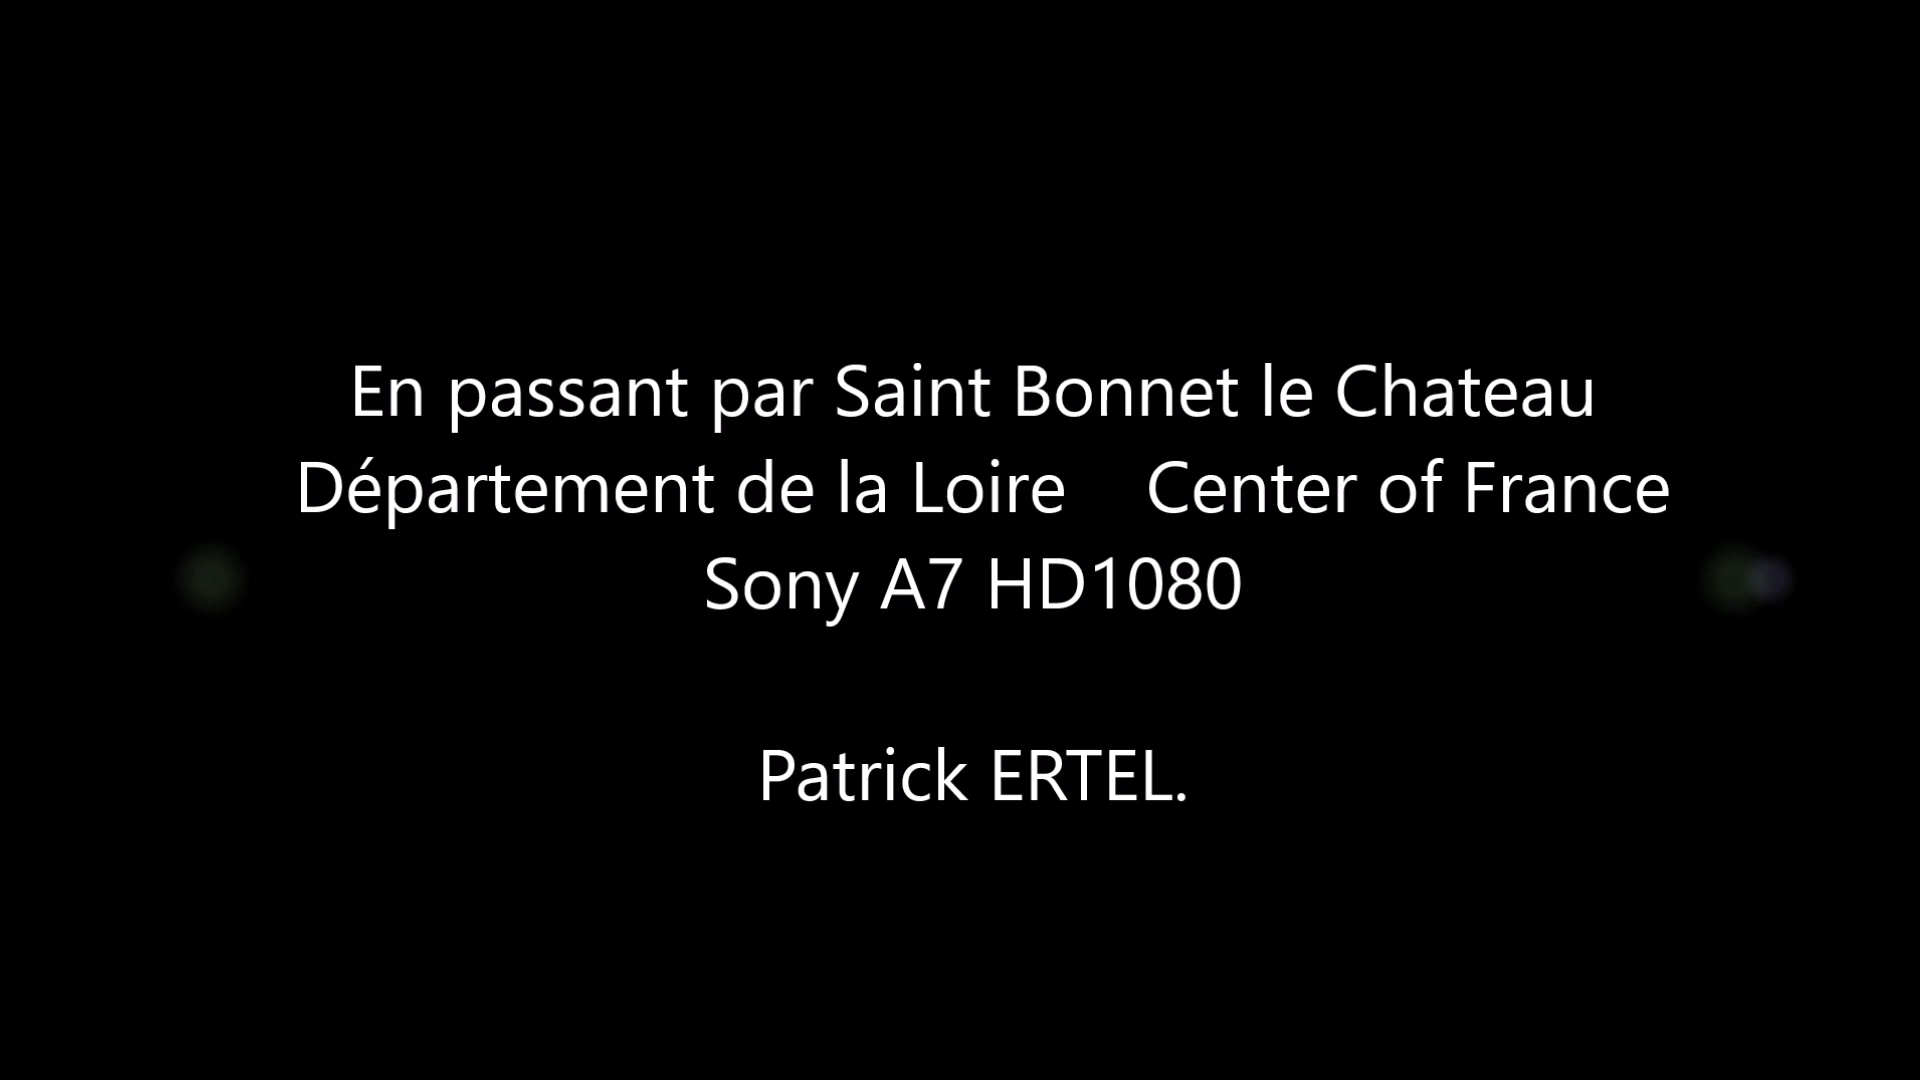 En passant par Saint Bonnet le Chateau
Département de la Loire Center of France
Sony A7 HD1080
Patrick ERTEL.